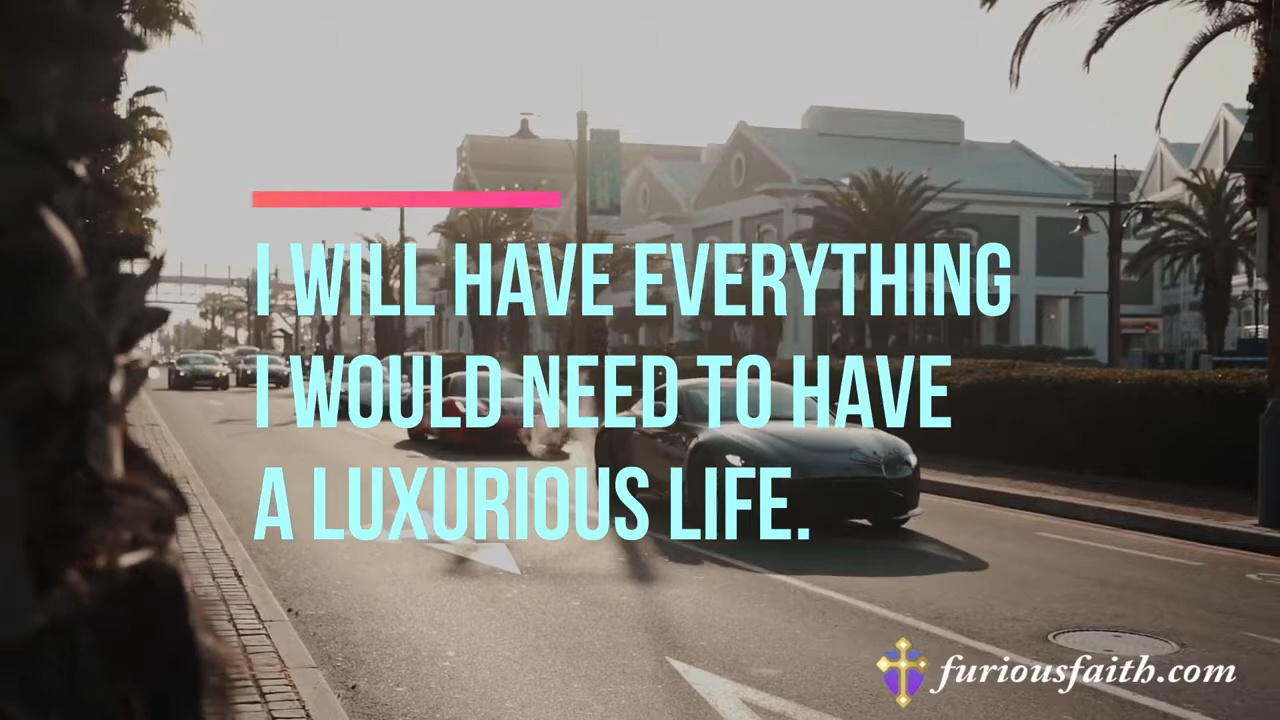 I WILL HAVE EVERYTHING
I WOULD NEED TO HAVE
A LUXURIOUS LIFE.
furiousfaith.com